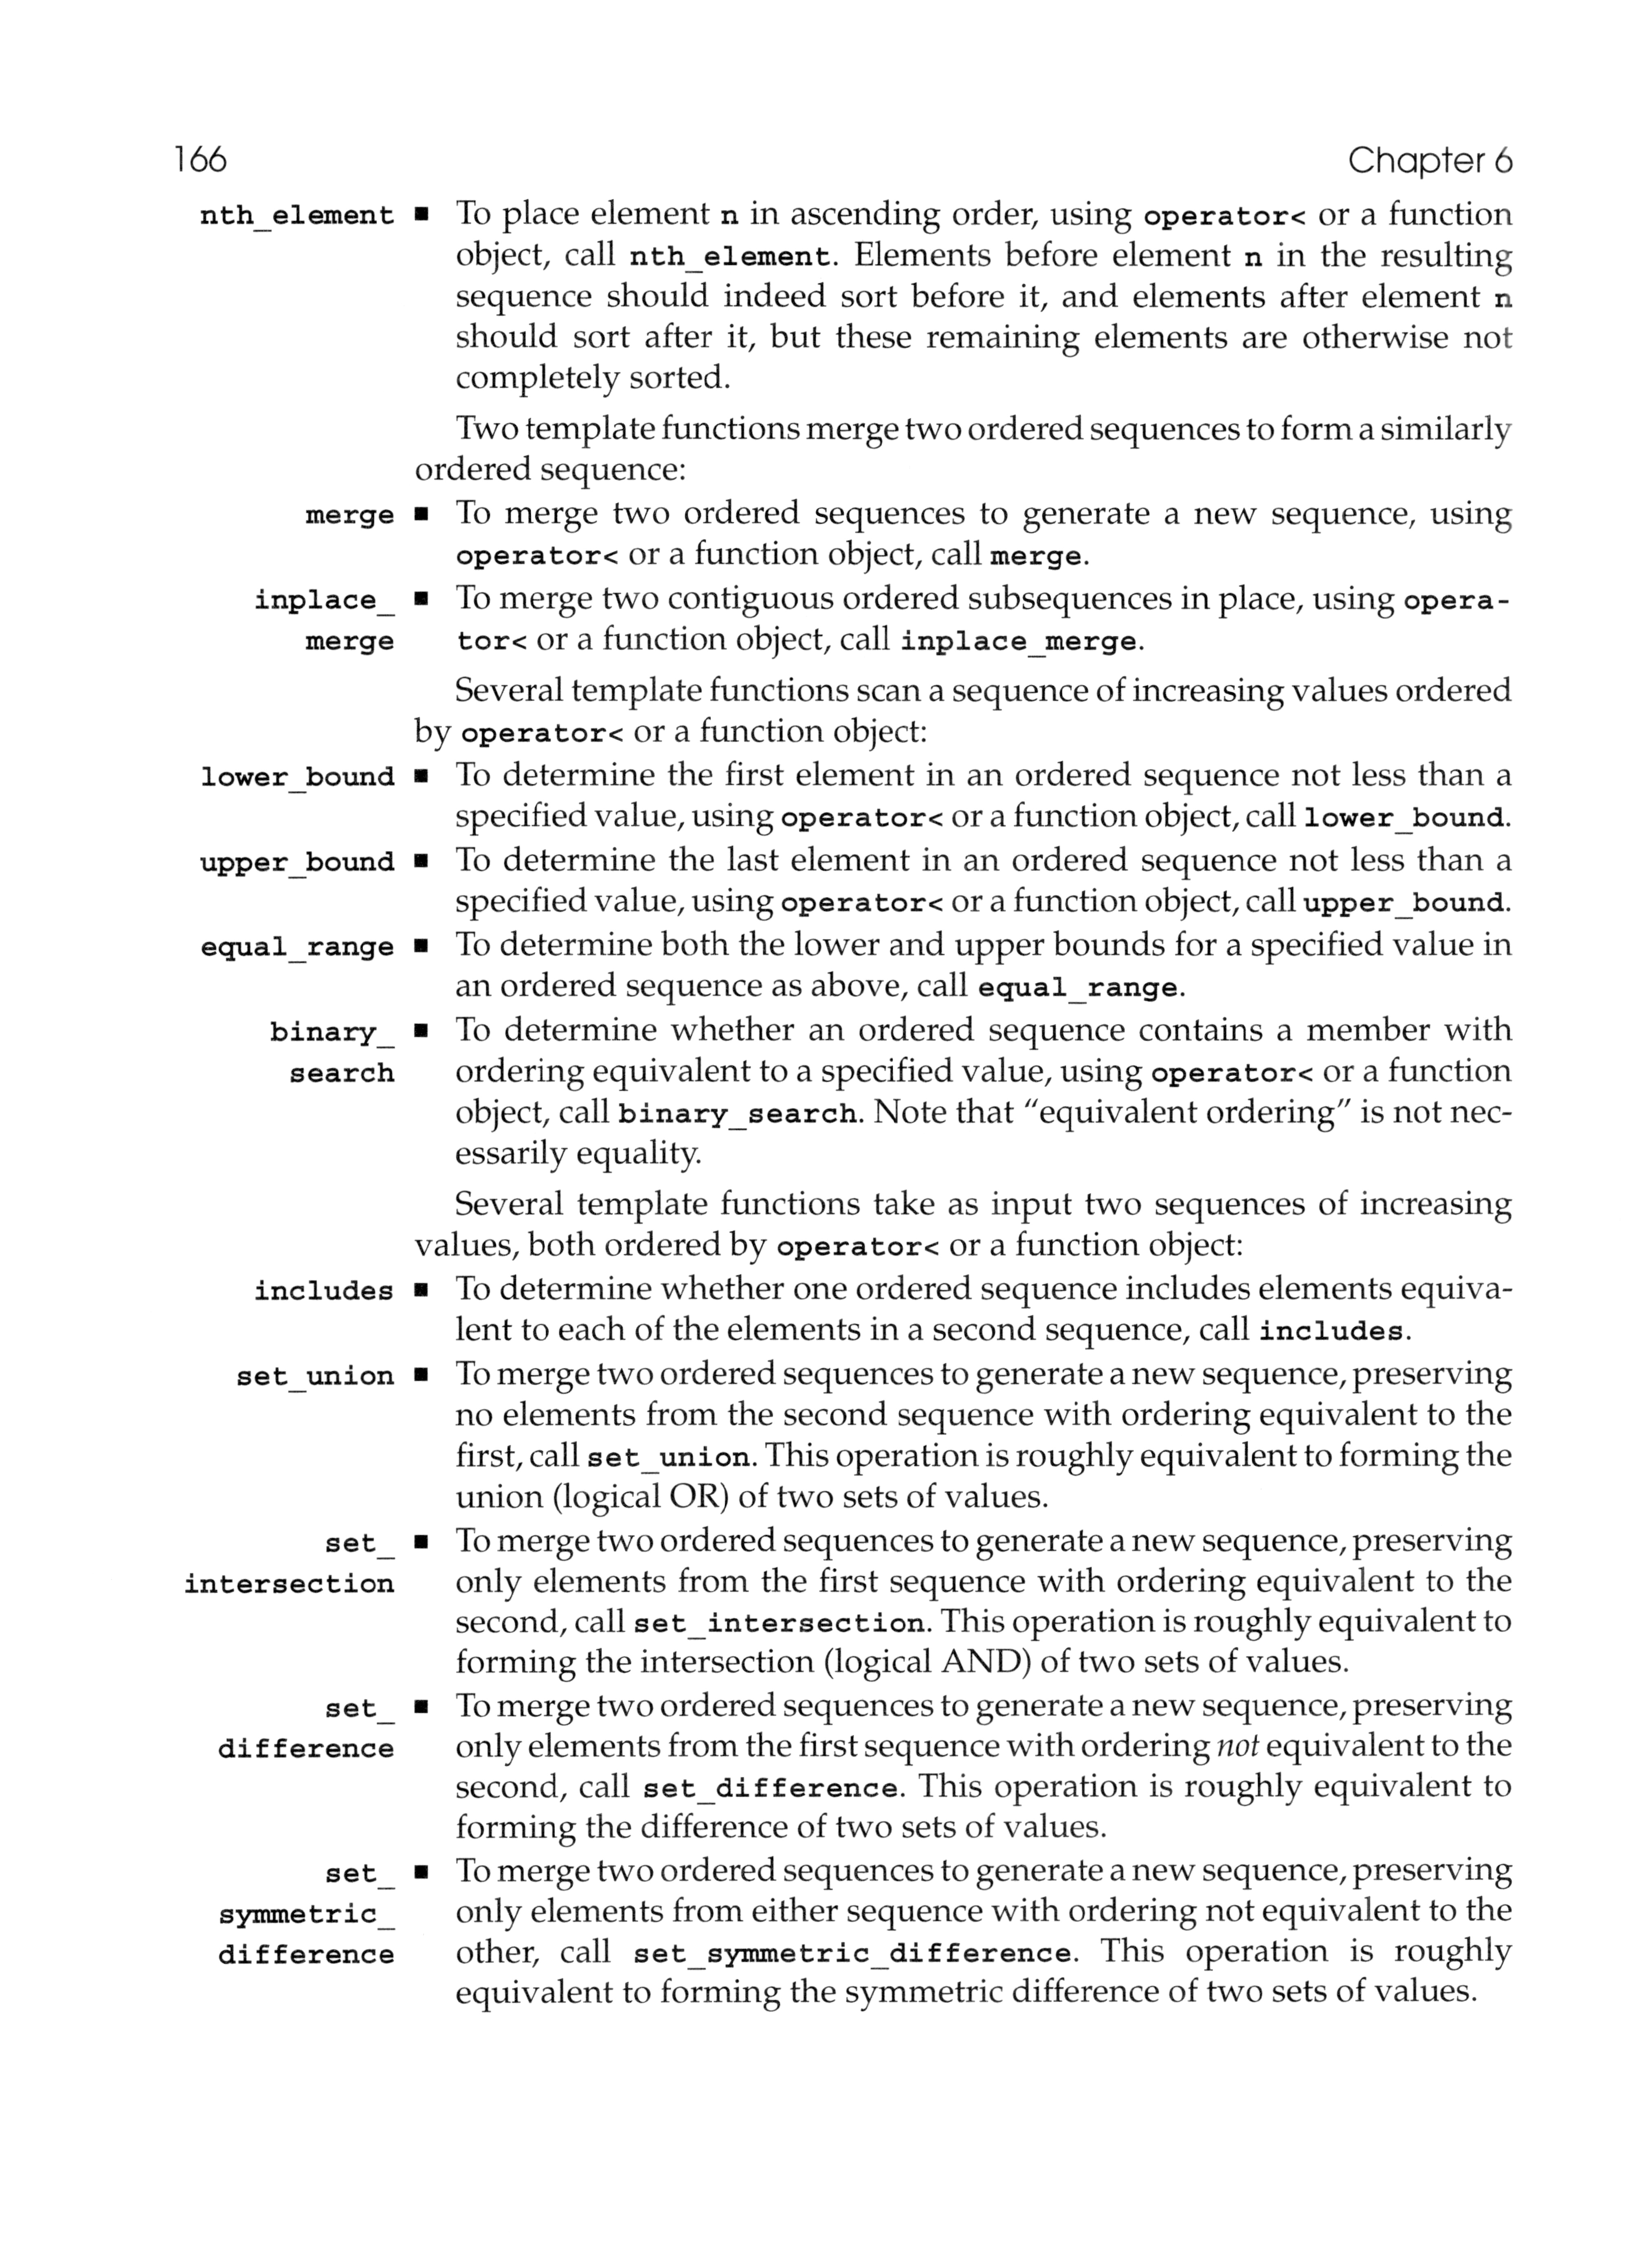 166 Chapter 6
nth_element ■ To place element n in ascending order, using operator< or a function
object, call nth_element. Elements before element n in the resulting
sequence should indeed sort before it, and elements after element n
should sort after it, but these remaining elements are otherwise not
completely sorted.
Two template functions merge two ordered sequences to form a similarly
ordered sequence:
merge ■ To merge two ordered sequences to generate a new sequence, using
operator< or a function object, call merge.
inplace_ ■ To merge two contiguous ordered subsequences in place, using opera-
merge tor< or a function object, call inplace_merge.
Several template functions scan a sequence of increasing values ordered
by operator< or a function object:
lower_bound ■ To determine the first element in an ordered sequence not less than a
specified value, using operator< or a function object, call lower_bound.
upper_bound ■ To determine the last element in an ordered sequence not less than a
specified value, using operator< or a function object, call upper_bound.
equal_range ■ To determine both the lower and upper bounds for a specified value in
an ordered sequence as above, call equal_range.
binary_ ■ To determine whether an ordered sequence contains a member with
search ordering equivalent to a specified value, using operator< or a function
object, call binary_search. Note that "equivalent ordering" is not nec-
essarily equality.
Several template functions take as input two sequences of increasing
values, both ordered by operator< or a function object:
includes ■ To determine whether one ordered sequence includes elements equiva-
lent to each of the elements in a second sequence, call includes.
set_union ■ To merge two ordered sequences to generate a new sequence, preserving
no elements from the second sequence with ordering equivalent to the
first, call set_union. This operation is roughly equivalent to forming the
union (logical OR) of two sets of values.
set_ ■ To merge two ordered sequences to generate a new sequence, preserving
intersection only elements from the first sequence with ordering equivalent to the
second, call set_intersection. This operation is roughly equivalent to
forming the intersection (logical AND) of two sets of values.
set_ ■ To merge two ordered sequences to generate a new sequence, preserving
difference only elements from the first sequence with ordering not equivalent to the
second, call set_difference. This operation is roughly equivalent to
forming the difference of two sets of values.
set_ ■ To merge two ordered sequences to generate a new sequence, preserving
symmetric_ only elements from either sequence with ordering not equivalent to the
difference other, call set_symmetric_difference. This operation is roughly
equivalent to forming the symmetric difference of two sets of values.